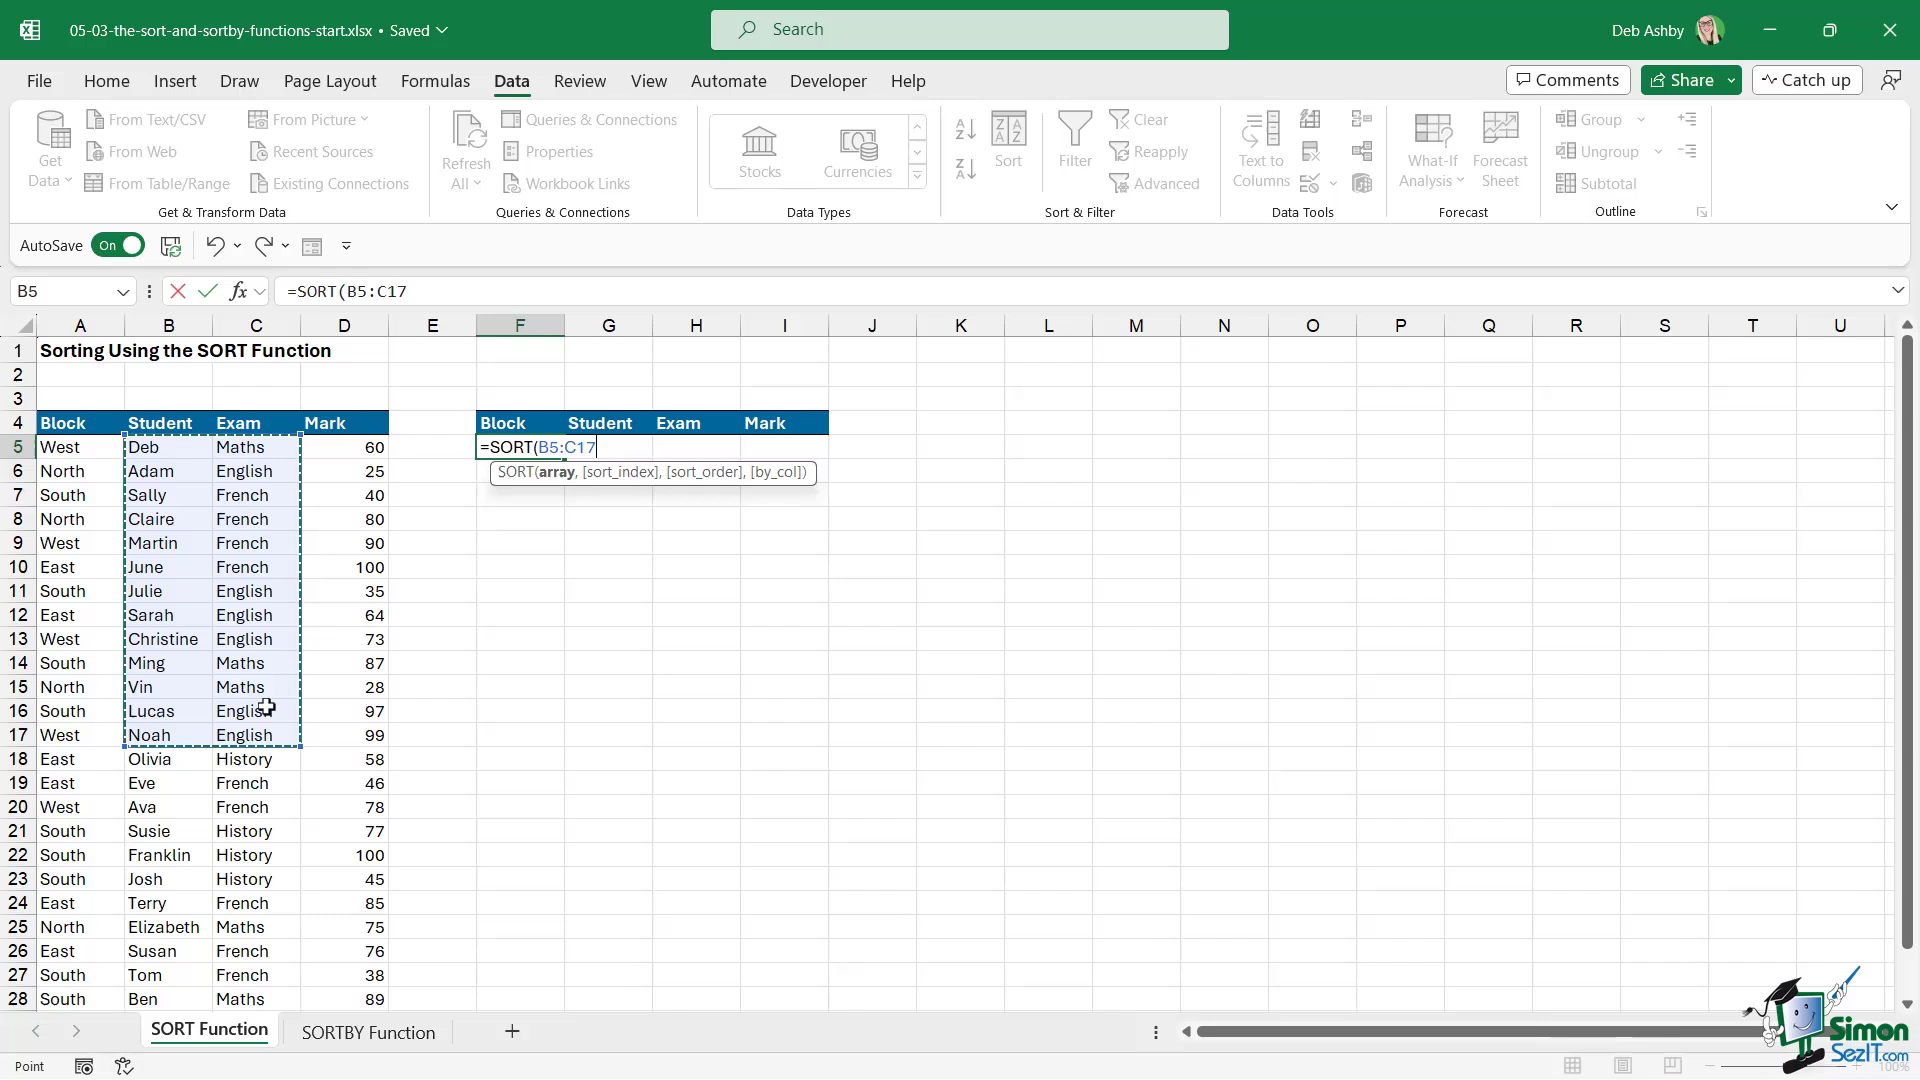 05-03-the-sort-and-sortby-functions-start.xlsx • Saved
Search
Deb Ashby
File Home Insert Draw Page Layout Formulas Data Review View Automate Developer Help
Comments Share Catch up
Get Data
From Text/CSV
From Web
From Table/Range
From Picture
Recent Sources
Existing Connections
Get & Transform Data
Refresh All
Queries & Connections
Properties
Workbook Links
Queries & Connections
Stocks
Currencies
Data Types
Sort
Filter
Clear
Reapply
Advanced
Sort & Filter
Text to Columns
Data Tools
What-If Analysis
Forecast Sheet
Forecast
Group
Ungroup
Subtotal
Outline
AutoSave On
B5 fx =SORT(B5:C17
A B C D E F G H I J K L M N O P Q R S T U
1 Sorting Using the SORT Function
2
3
4 Block Student Exam Mark Block Student Exam Mark
5 West Deb Maths 60 =SORT(B5:C17
SORT(array, [sort_index], [sort_order], [by_col])
6 North Adam English 25
7 South Sally French 40
8 North Claire French 80
9 West Martin French 90
10 East June French 100
11 South Julie English 35
12 East Sarah English 64
13 West Christine English 73
14 South Ming Maths 87
15 North Vin Maths 28
16 South Lucas English 97
17 West Noah English 99
18 East Olivia History 58
19 East Eve French 46
20 West Ava French 78
21 South Susie History 77
22 South Franklin History 100
23 South Josh History 45
24 East Terry French 85
25 North Elizabeth Maths 75
26 East Susan French 76
27 South Tom French 38
28 South Ben Maths 89
SORT Function SORTBY Function
Point
100%
Simon
SezIT.com